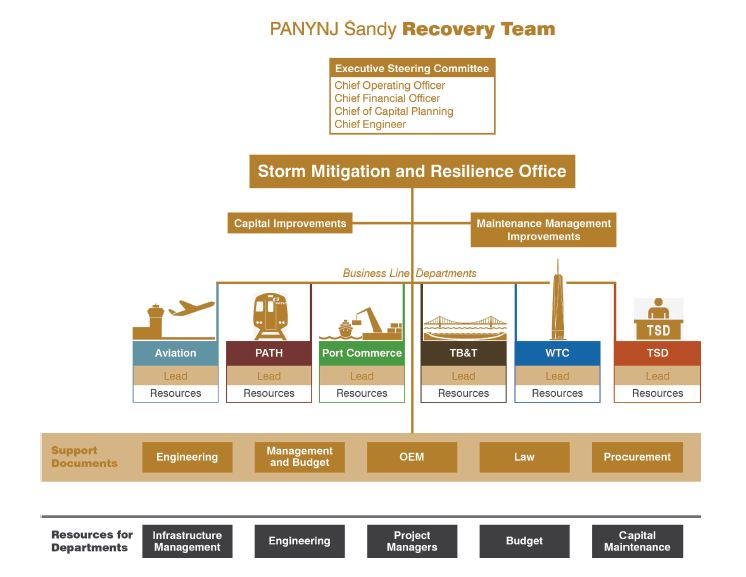 PANYNJ Sandy Recovery Team
Executive Steering Committee
Chief Operating Officer
Chief Financial Officer
Chief of Capital Planning
Chief Engineer
Storm Mitigation and Resilience Office
Capital Improvements
Maintenance Management
Improvements
Business Line Departments
TSD
Aviation PATH Port Commerce TB&T WTC TSD
Lead Lead Lead Lead Lead Lead
Resources Resources Resources Resources Resources Resources
Support
Documents
Engineering
Management
and Budget
OEM
Law
Procurement
Resources for
Departments
Infrastructure
Management
Engineering
Project
Managers
Budget
Capital
Maintenance